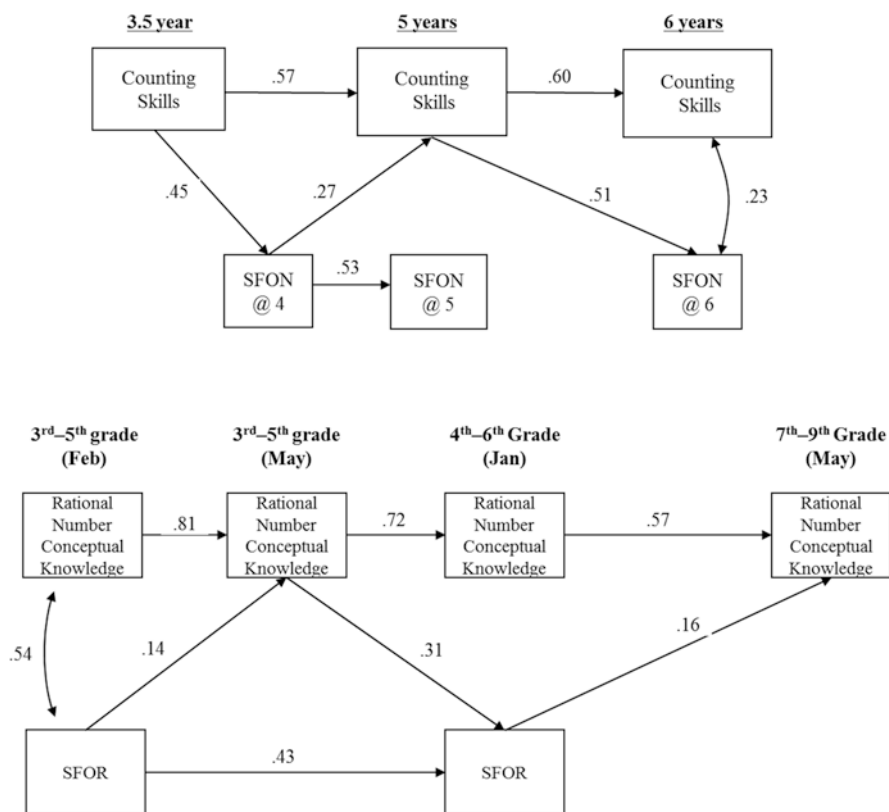 3.5 year 5 years 6 years
Counting
Skills
.57
Counting
Skills
.60
Counting
Skills
.45
.27
.51
.23
SFON
@ 4
.53
SFON
@ 5
SFON
@ 6
3rd–5th grade
(Feb)
3rd–5th grade
(May)
4th–6th Grade
(Jan)
7th–9th Grade
(May)
Rational
Number
Conceptual
Knowledge
.81
Rational
Number
Conceptual
Knowledge
.72
Rational
Number
Conceptual
Knowledge
.57
Rational
Number
Conceptual
Knowledge
.54
.14
.31
.16
SFOR
.43
SFOR